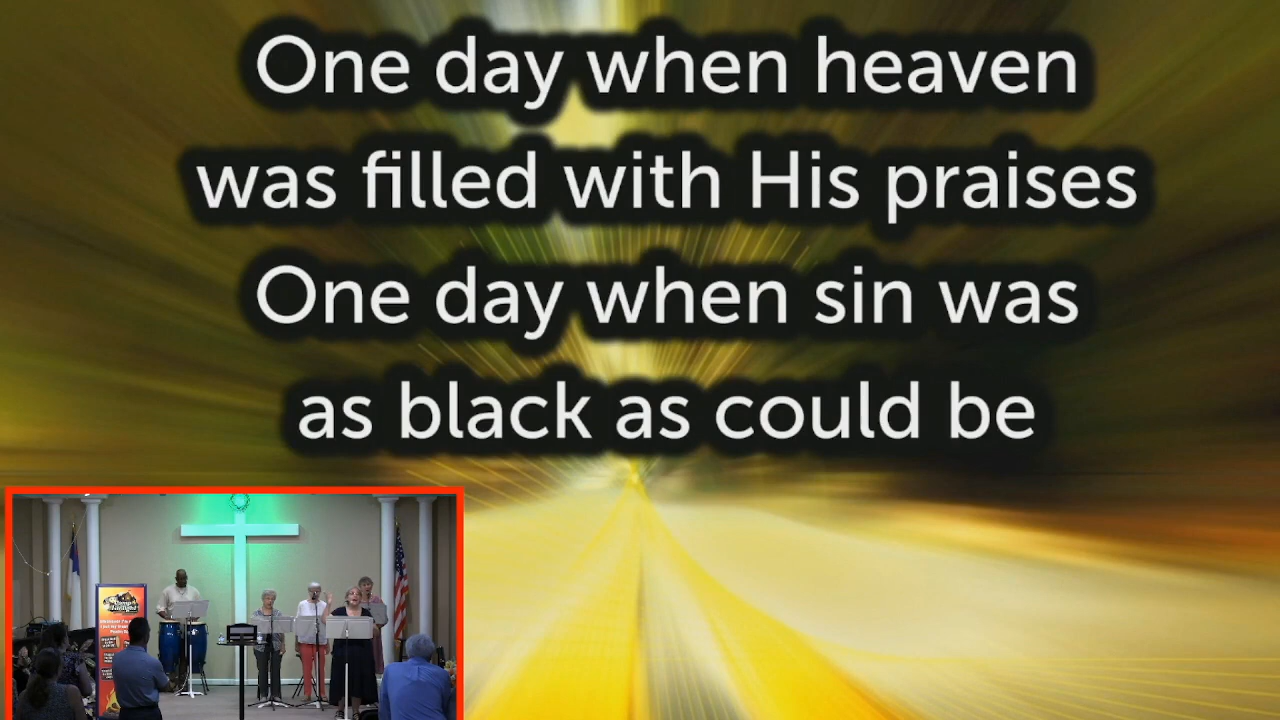 One day when heaven
was filled with His praises
One day when sin was
as black as could be